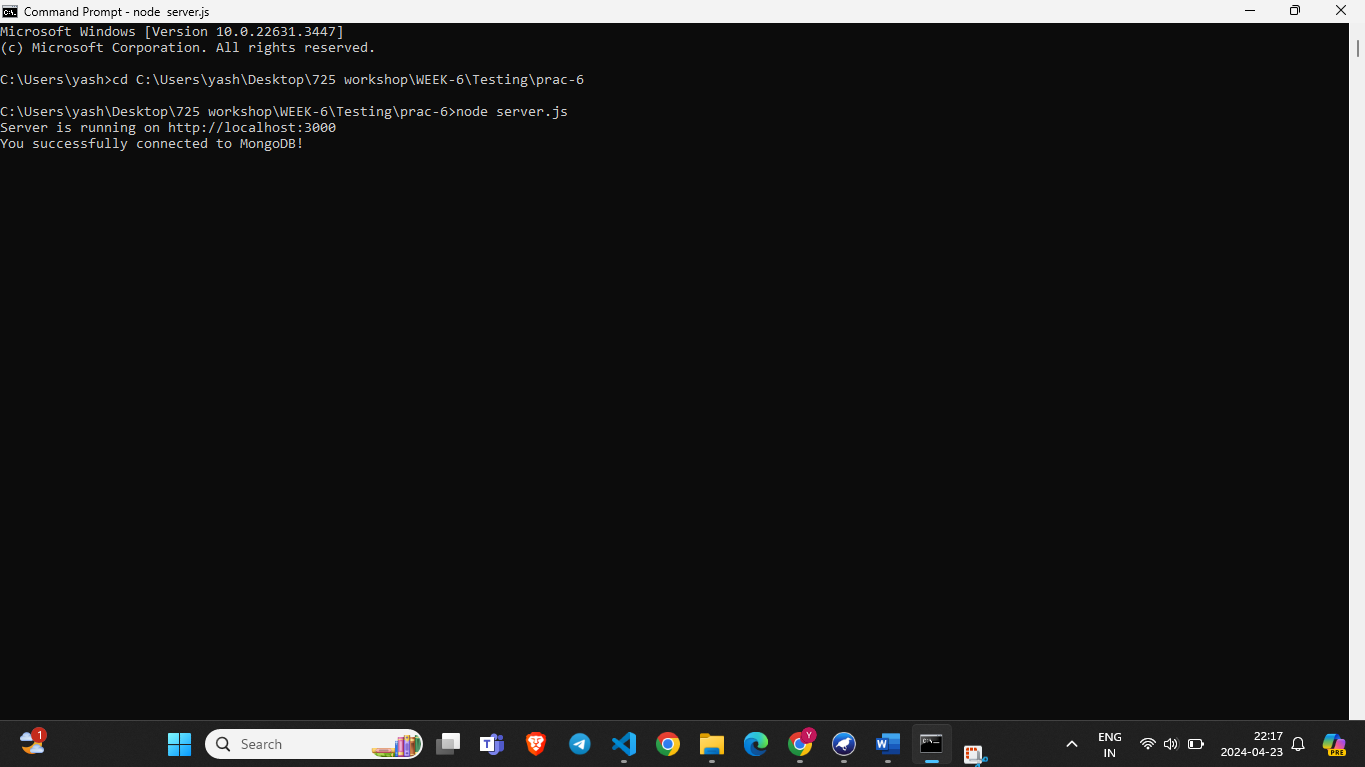 Command Prompt - node  server.js
Microsoft Windows [Version 10.0.22631.3447]
(c) Microsoft Corporation. All rights reserved.
C:\Users\yash>cd C:\Users\yash\Desktop\725 workshop\WEEK-6\Testing\prac-6
C:\Users\yash\Desktop\725 workshop\WEEK-6\Testing\prac-6>node server.js
Server is running on http://localhost:3000
You successfully connected to MongoDB!
1
Search
Y
ENG
IN
22:17
2024-04-23
PRE